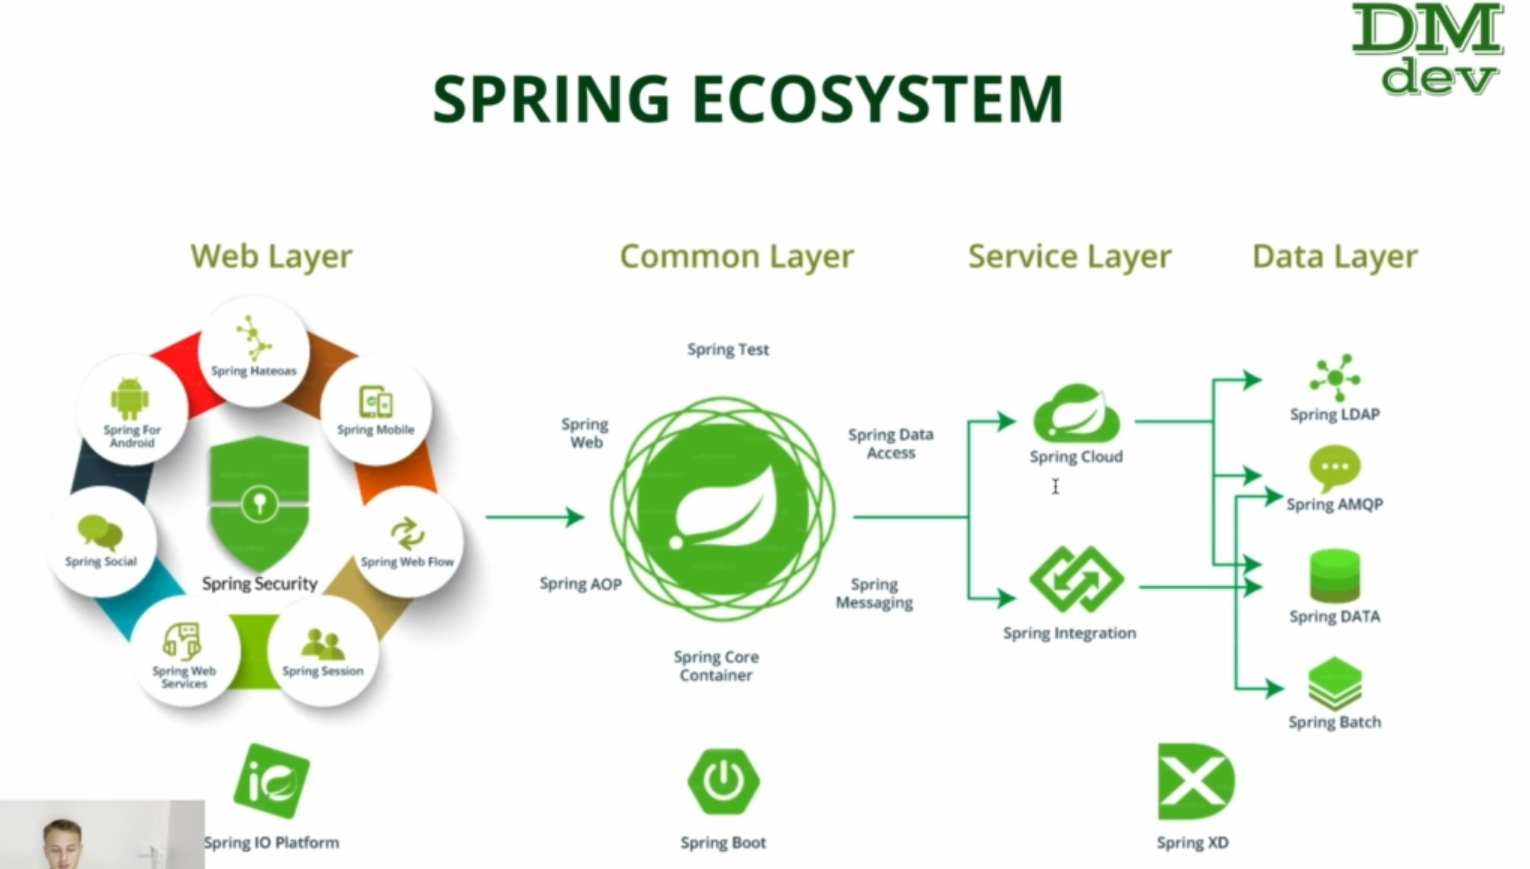 DM
dev
SPRING ECOSYSTEM
Web Layer
Common Layer
Service Layer
Data Layer
Spring Hateoas
Spring For
Android
Spring Mobile
Spring Social
Spring Web Flow
Spring Security
Spring Web
Services
Spring Session
Spring Test
Spring
Web
Spring Data
Access
Spring AOP
Spring
Messaging
Spring Core
Container
Spring Cloud
Spring Integration
Spring LDAP
Spring AMQP
Spring DATA
Spring Batch
Spring IO Platform
Spring Boot
Spring XD